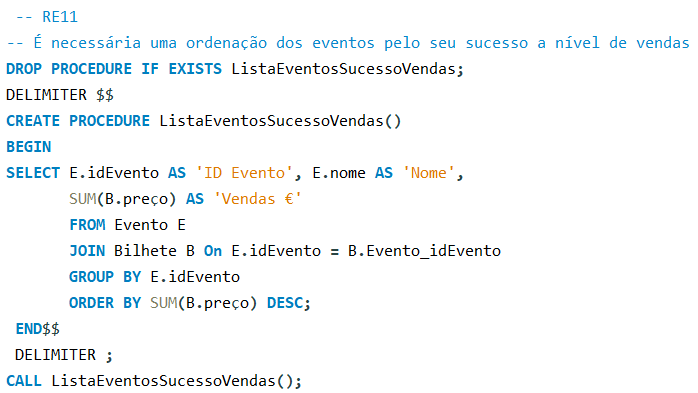 -- RE11
-- É necessária uma ordenação dos eventos pelo seu sucesso a nível de vendas
DROP PROCEDURE IF EXISTS ListaEventosSucessoVendas;
DELIMITER $$
CREATE PROCEDURE ListaEventosSucessoVendas()
BEGIN
SELECT E.idEvento AS 'ID Evento', E.nome AS 'Nome',
SUM(B.preço) AS 'Vendas €'
FROM Evento E
JOIN Bilhete B On E.idEvento = B.Evento_idEvento
GROUP BY E.idEvento
ORDER BY SUM(B.preço) DESC;
END$$
DELIMITER ;
CALL ListaEventosSucessoVendas();